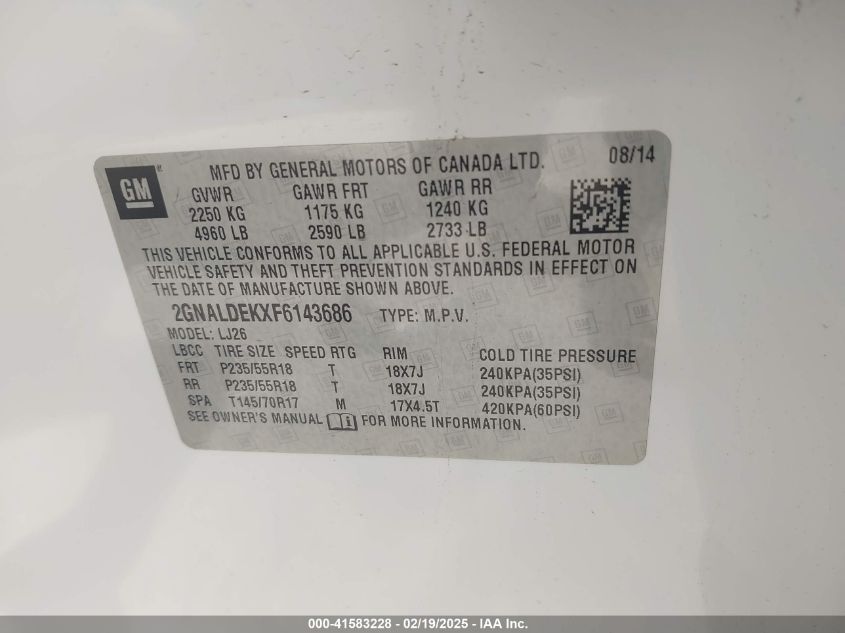 GM
MFD BY GENERAL MOTORS OF CANADA LTD. 08/14
GVWR GAWR FRT GAWR RR
2250 KG 1175 KG 1240 KG
4960 LB 2590 LB 2733 LB
THIS VEHICLE CONFORMS TO ALL APPLICABLE U.S. FEDERAL MOTOR
VEHICLE SAFETY AND THEFT PREVENTION STANDARDS IN EFFECT ON
THE DATE OF MANUFACTURE SHOWN ABOVE.
2GNALDEKXF6143686 TYPE: M.P.V.
MODEL: LJ26
LBCC TIRE SIZE SPEED RTG RIM COLD TIRE PRESSURE
FRT P235/55R18 T 18X7J 240KPA(35PSI)
RR P235/55R18 T 18X7J 240KPA(35PSI)
SPA T145/70R17 M 17X4.5T 420KPA(60PSI)
SEE OWNER'S MANUAL FOR MORE INFORMATION.
000-41583228 - 02/19/2025 - IAA Inc.